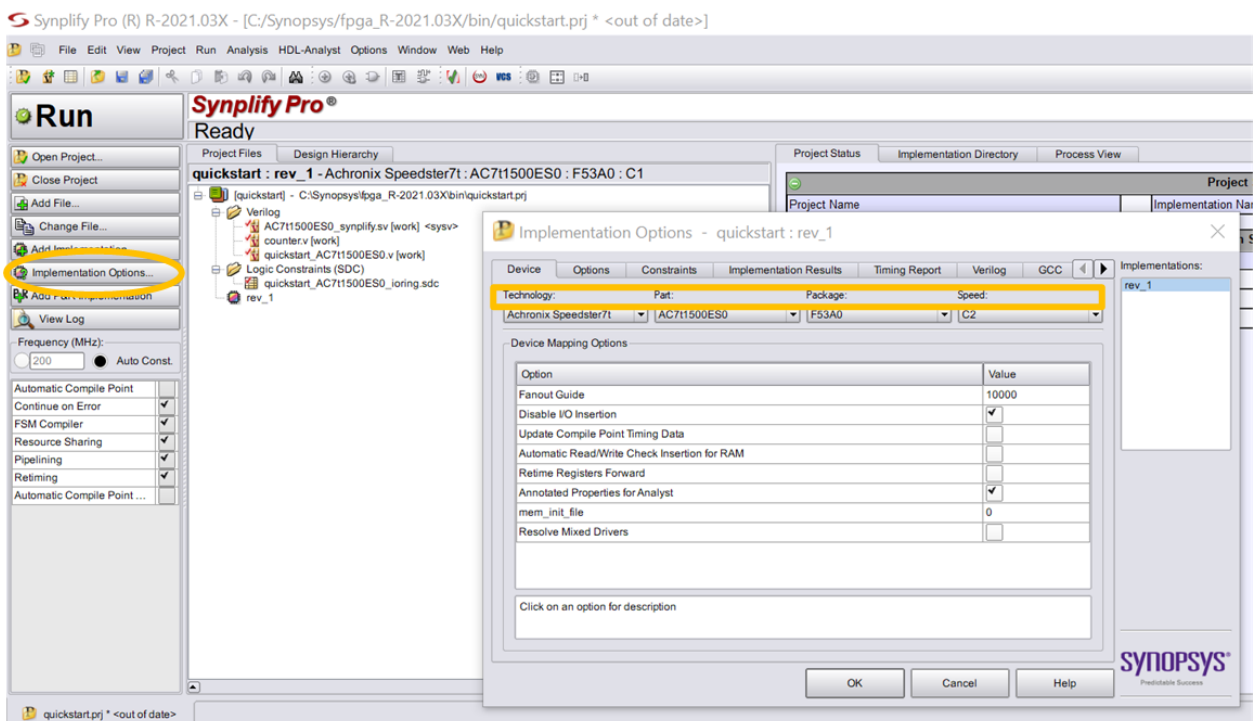 Synplify Pro (R) R-2021.03X - [C:/Synopsys/fpga_R-2021.03X/bin/quickstart.prj * <out of date>]
File Edit View Project Run Analysis HDL-Analyst Options Window Web Help
VCS
Run
Synplify Pro®
Ready
Open Project...
Close Project
Add File...
Change File...
Add Implementation
Implementation Options...
Add P&R Implementation
View Log
Frequency (MHz):
200 Auto Const.
Automatic Compile Point
Continue on Error
FSM Compiler
Resource Sharing
Pipelining
Retiming
Automatic Compile Point ...
Project Files Design Hierarchy
quickstart : rev_1 - Achronix Speedster7t : AC7t1500ES0 : F53A0 : C1
[quickstart] - C:\Synopsys\fpga_R-2021.03X\bin\quickstart.prj
Verilog
AC7t1500ES0_synplify.sv [work] <sysv>
counter.v [work]
quickstart_AC7t1500ES0.v [work]
Logic Constraints (SDC)
quickstart_AC7t1500ES0_ioring.sdc
rev_1
Project Status Implementation Directory Process View
Project
Project Name Implementation Na
Implementation Options - quickstart : rev_1
Device Options Constraints Implementation Results Timing Report Verilog GCC
Technology: Part: Package: Speed:
Achronix Speedster7t AC7t1500ES0 F53A0 C2
Device Mapping Options
Option Value
Fanout Guide 10000
Disable I/O Insertion
Update Compile Point Timing Data
Automatic Read/Write Check Insertion for RAM
Retime Registers Forward
Annotated Properties for Analyst
mem_init_file 0
Resolve Mixed Drivers
Click on an option for description
Implementations:
rev_1
SYNOPSYS®
Predictable Success
OK Cancel Help
quickstart.prj * <out of date>